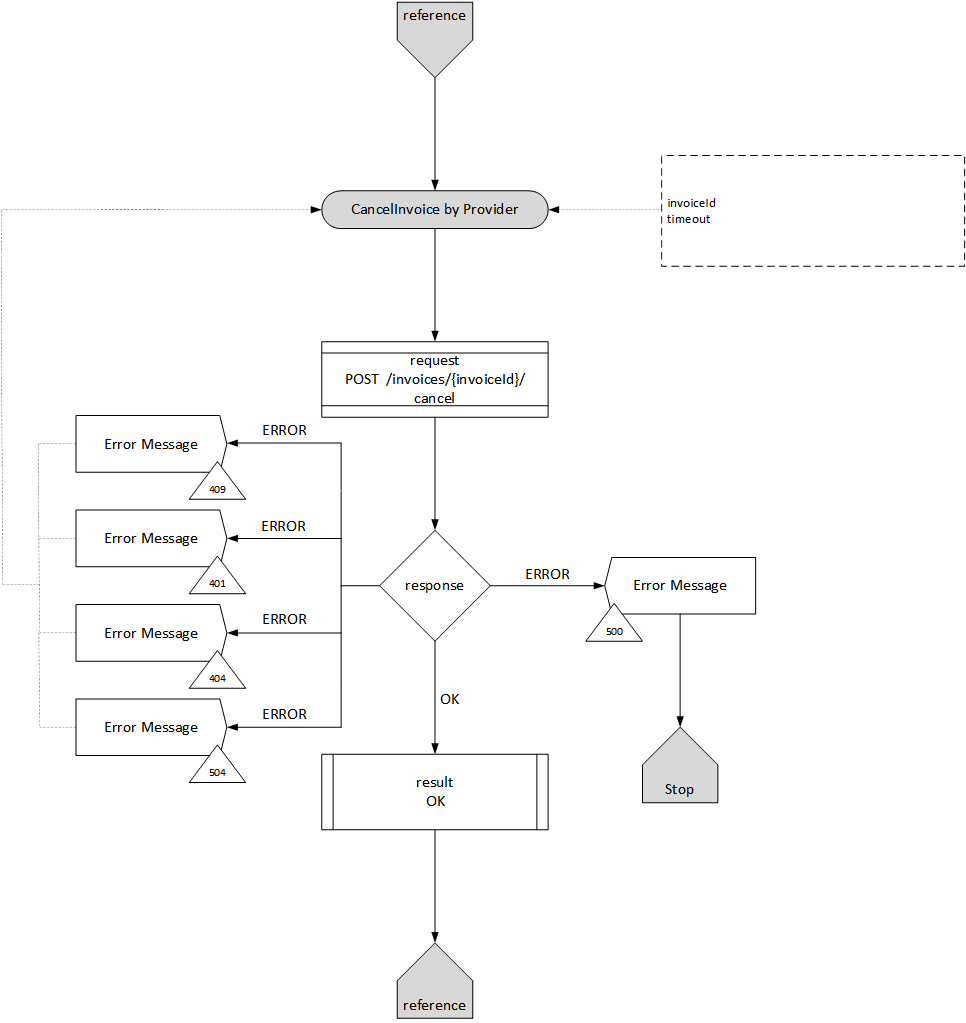 reference
CancelInvoice by Provider
invoiceId
timeout
request
POST /invoices/{invoiceId}/
cancel
ERROR
Error Message
409
ERROR
Error Message
401
response
ERROR
Error Message
500
ERROR
Error Message
404
OK
ERROR
Error Message
504
result
OK
Stop
reference